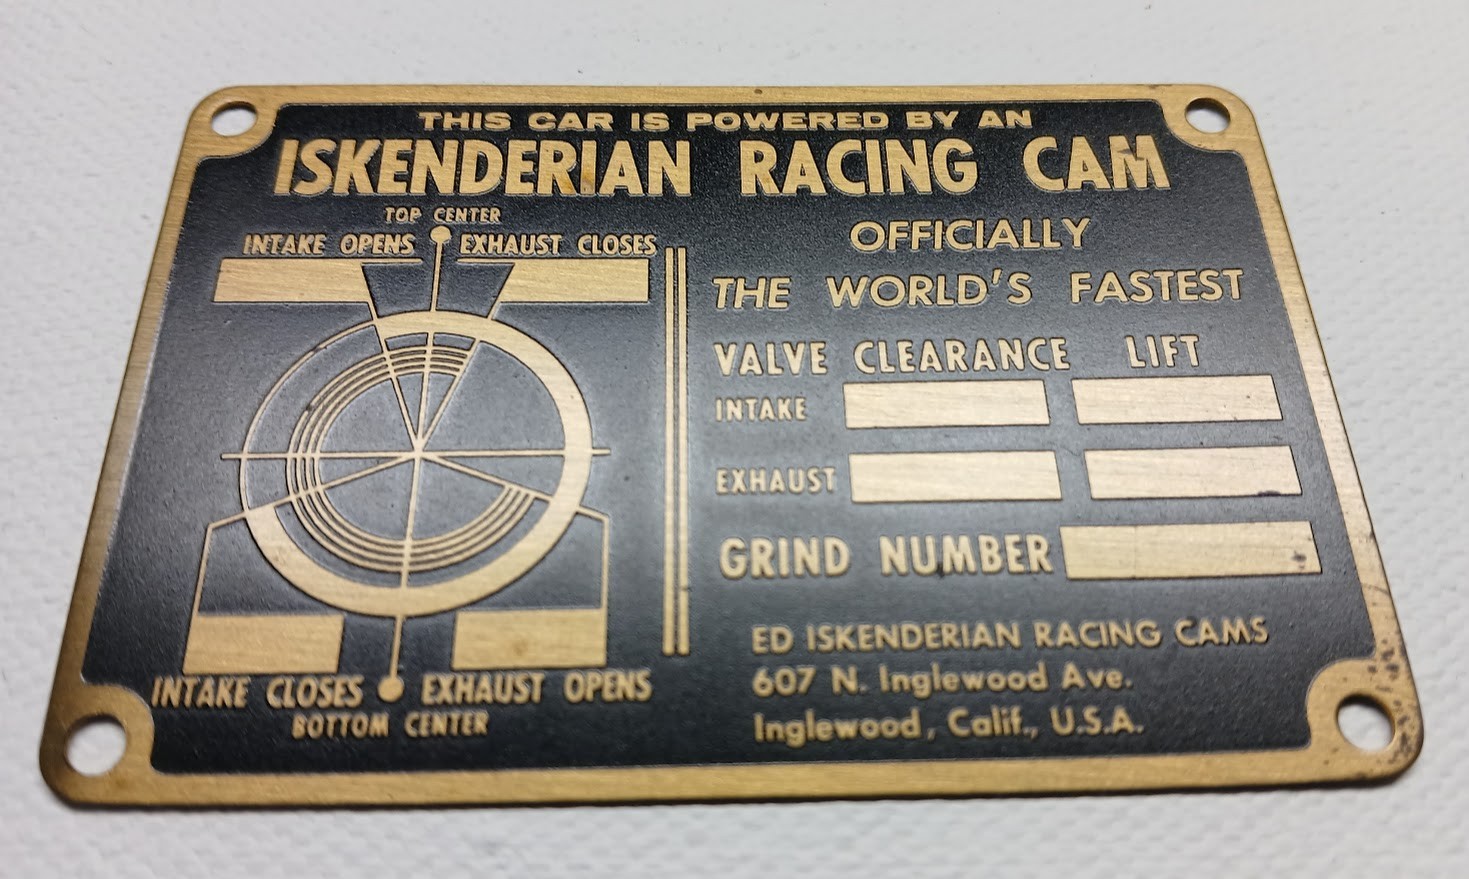 THIS CAR IS POWERED BY AN
ISKENDERIAN RACING CAM
TOP CENTER
INTAKE OPENS EXHAUST CLOSES
INTAKE CLOSES EXHAUST OPENS
BOTTOM CENTER
OFFICIALLY
THE WORLD'S FASTEST
VALVE CLEARANCE LIFT
INTAKE
EXHAUST
GRIND NUMBER
ED ISKENDERIAN RACING CAMS
607 N. Inglewood Ave.
Inglewood, Calif., U.S.A.